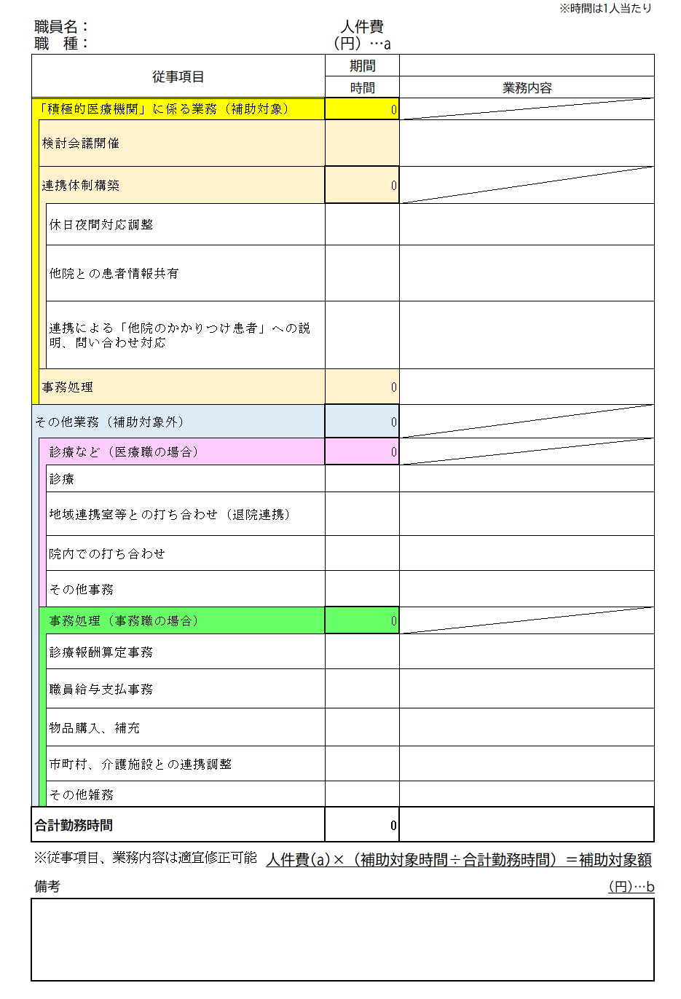 ※時間は1人当たり
職員名： 人件費
職　種： （円）…a
従事項目 期間
時間 業務内容
「積極的医療機関」に係る業務（補助対象） 0
検討会議開催
連携体制構築 0
休日夜間対応調整
他院との患者情報共有
連携による「他院のかかりつけ患者」への説
明、問い合わせ対応
事務処理 0
その他業務（補助対象外） 0
診療など（医療職の場合） 0
診療
地域連携室等との打ち合わせ（退院連携）
院内での打ち合わせ
その他事務
事務処理（事務職の場合） 0
診療報酬算定事務
職員給与支払事務
物品購入、補充
市町村、介護施設との連携調整
その他雑務
合計勤務時間 0
※従事項目、業務内容は適宜修正可能 人件費(a)×（補助対象時間÷合計勤務時間）＝補助対象額
備考 (円)…b